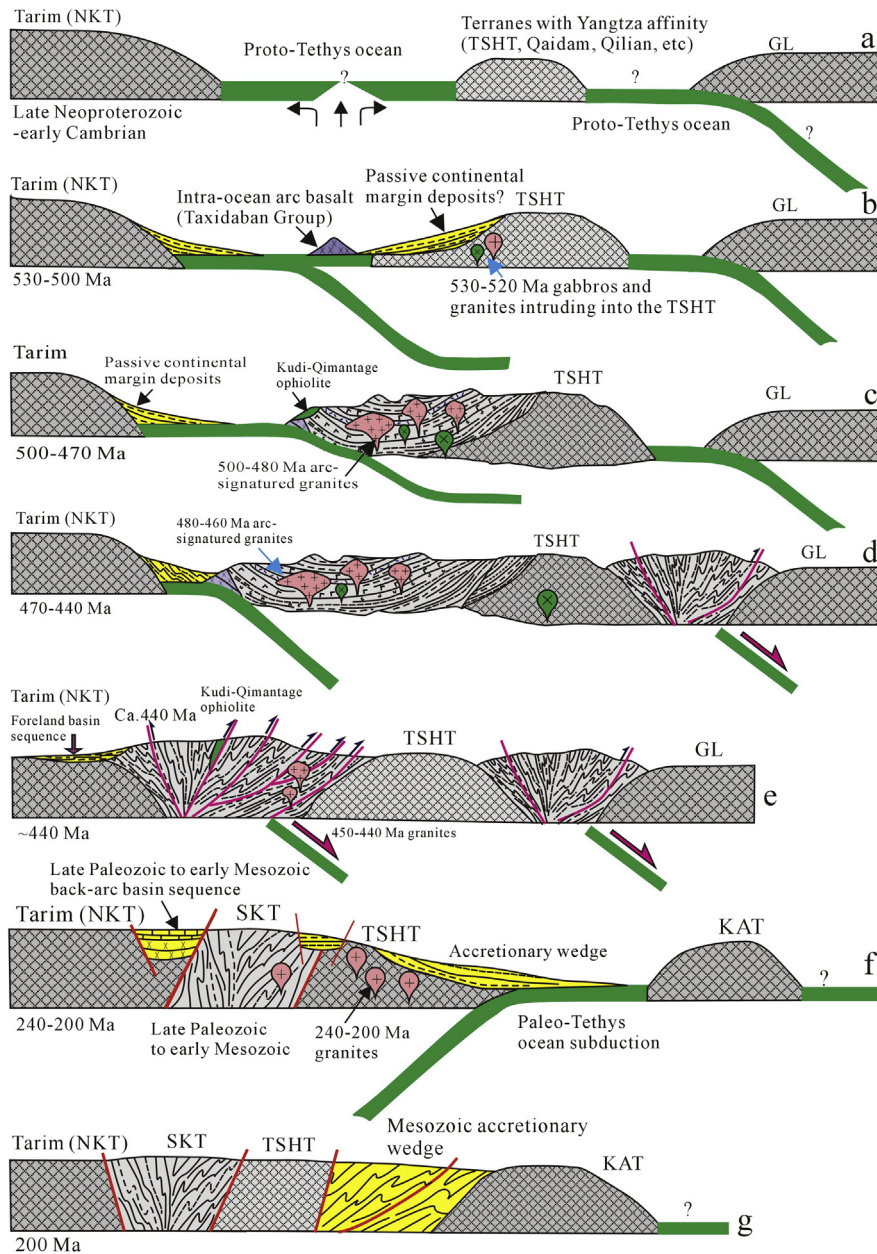 Tarim (NKT)
Proto-Tethys ocean
?
Terranes with Yangtza affinity
(TSHT, Qaidam, Qilian, etc)
?
GL
a
Late Neoproterozoic
-early Cambrian
Proto-Tethys ocean
?
Tarim (NKT)
Intra-ocean arc basalt
(Taxidaban Group)
Passive continental
margin deposits?
TSHT
GL
b
530-500 Ma
530-520 Ma gabbros and
granites intruding into the TSHT
Tarim
Passive continental
margin deposits
Kudi-Qimantage
ophiolite
TSHT
GL
c
500-470 Ma
500-480 Ma arc-
signatured granites
Tarim (NKT)
480-460 Ma arc-
signatured granites
TSHT
GL
d
470-440 Ma
Tarim (NKT)
Foreland basin
sequence
Ca.440 Ma
Kudi-Qimantage
ophiolite
TSHT
GL
e
~440 Ma
450-440 Ma granites
Late Paleozoic to early Mesozoic
back-arc basin sequence
Tarim (NKT)
SKT
TSHT
Accretionary wedge
KAT
?
f
240-200 Ma
Late Paleozoic
to early Mesozoic
240-200 Ma
granites
Paleo-Tethys
ocean subduction
Tarim (NKT)
SKT
TSHT
Mesozoic accretionary
wedge
KAT
?
g
200 Ma